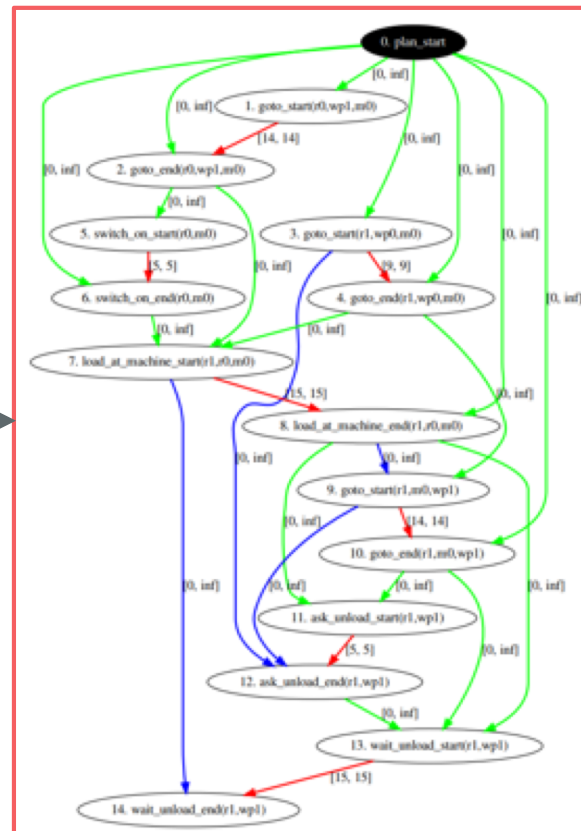 0. plan_start
[0, inf]
1. goto_start(r0,wp1,m0)
[0, inf]
[0, inf]
[14, 14]
2. goto_end(r0,wp1,m0)
[0, inf]
[0, inf]
[0, inf]
5. switch_on_start(r0,m0)
3. goto_start(r1,wp0,m0)
[0, inf]
[5, 5]
[0, inf]
[9, 9]
[0, inf]
6. switch_on_end(r0,m0)
4. goto_end(r1,wp0,m0)
[0, inf]
[0, inf]
[0, inf]
7. load_at_machine_start(r1,r0,m0)
[15, 15]
8. load_at_machine_end(r1,r0,m0)
[0, inf]
[0, inf]
9. goto_start(r1,m0,wp1)
[0, inf]
[14, 14]
10. goto_end(r1,m0,wp1)
[0, inf]
[0, inf]
[0, inf]
[0, inf]
11. ask_unload_start(r1,wp1)
[5, 5]
[0, inf]
12. ask_unload_end(r1,wp1)
[0, inf]
13. wait_unload_start(r1,wp1)
[15, 15]
14. wait_unload_end(r1,wp1)